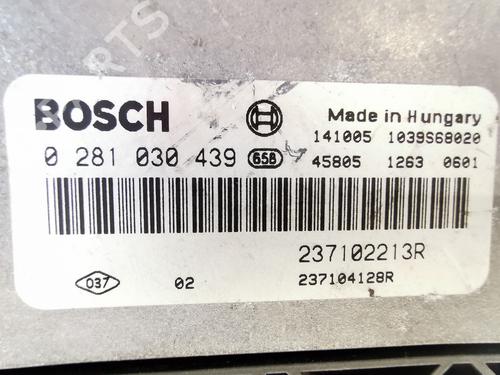 BOSCH
Made in Hungary
141005 1039S68020
0 281 030 439 658 45805 1263 0601
237102213R
037 02 237104128R